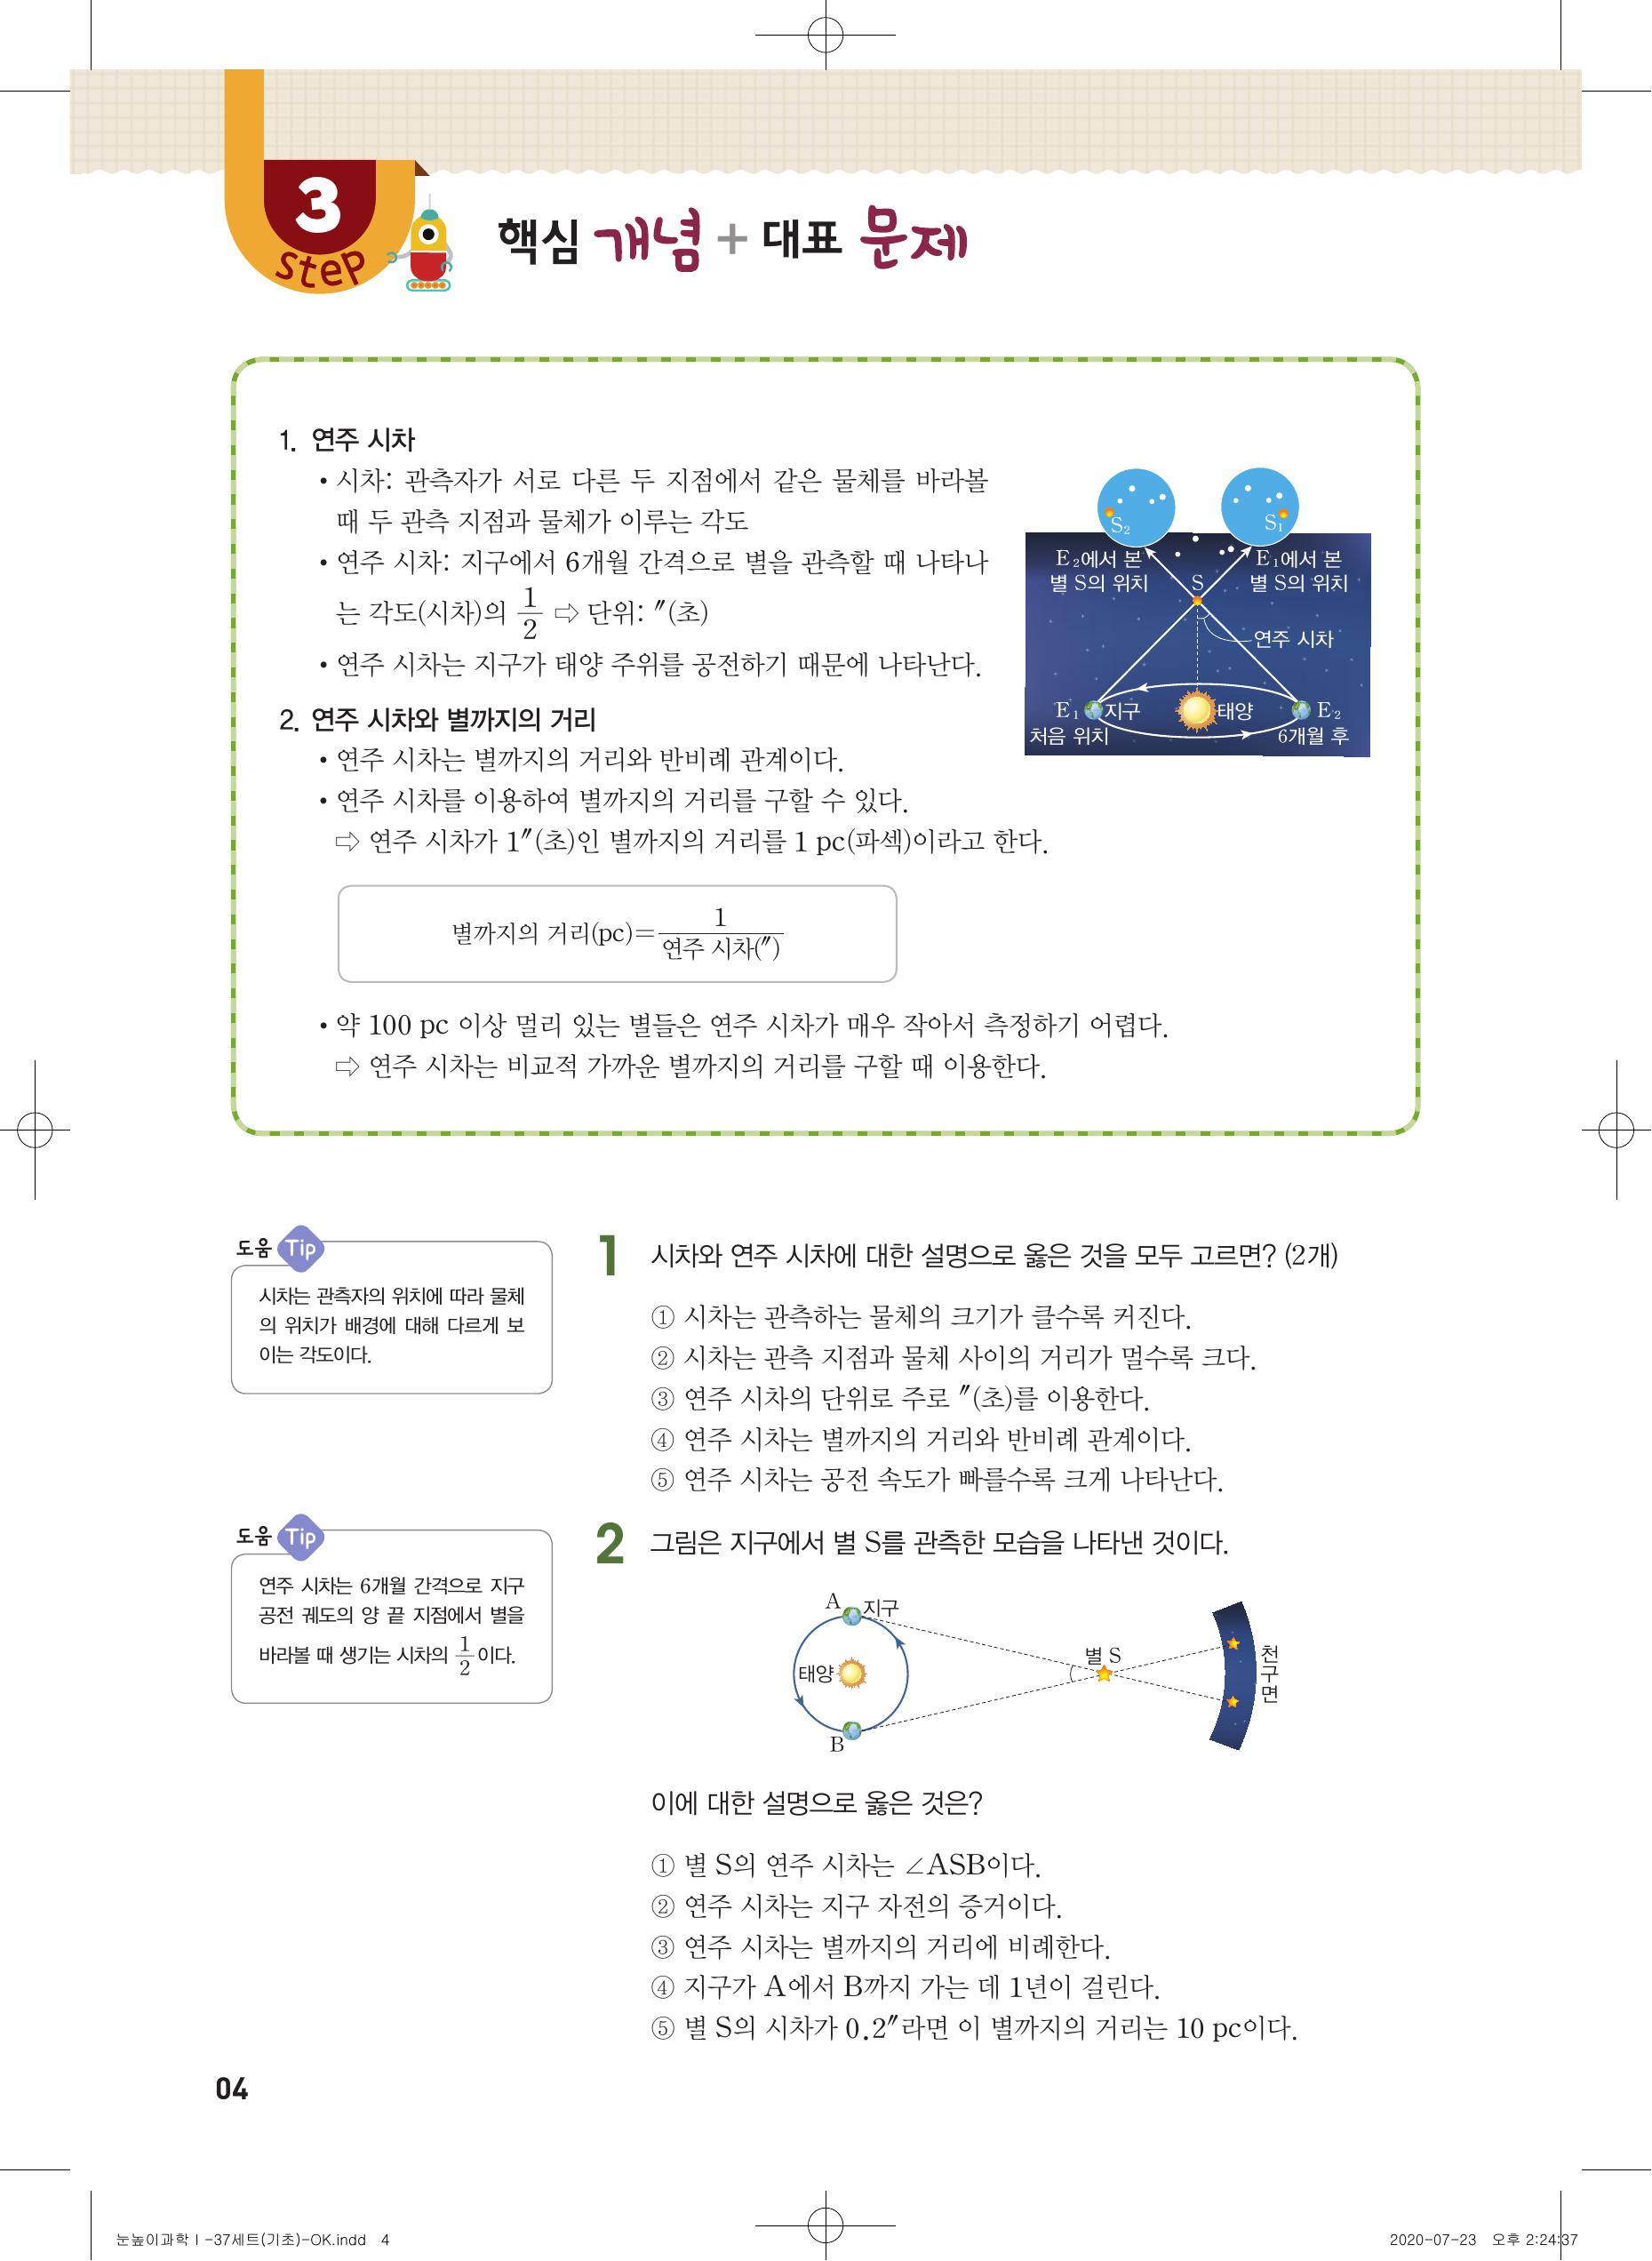 3
step
핵심 개념 + 대표 문제
1. 연주 시차
• 시차: 관측자가 서로 다른 두 지점에서 같은 물체를 바라볼
때 두 관측 지점과 물체가 이루는 각도
• 연주 시차: 지구에서 6개월 간격으로 별을 관측할 때 나타나
는 각도(시차)의 1/2 ⇨ 단위: ″(초)
• 연주 시차는 지구가 태양 주위를 공전하기 때문에 나타난다.
S₂
S₁
E₂에서 본
별 S의 위치
E₁에서 본
별 S의 위치
S
연주 시차
E₁ 지구
처음 위치
태양
E₂
6개월 후
2. 연주 시차와 별까지의 거리
• 연주 시차는 별까지의 거리와 반비례 관계이다.
• 연주 시차를 이용하여 별까지의 거리를 구할 수 있다.
⇨ 연주 시차가 1″(초)인 별까지의 거리를 1 pc(파섹)이라고 한다.
별까지의 거리(pc)=1/연주 시차(″)
• 약 100 pc 이상 멀리 있는 별들은 연주 시차가 매우 작아서 측정하기 어렵다.
⇨ 연주 시차는 비교적 가까운 별까지의 거리를 구할 때 이용한다.
도움 Tip
시차는 관측자의 위치에 따라 물체
의 위치가 배경에 대해 다르게 보
이는 각도이다.
1 시차와 연주 시차에 대한 설명으로 옳은 것을 모두 고르면? (2개)
① 시차는 관측하는 물체의 크기가 클수록 커진다.
② 시차는 관측 지점과 물체 사이의 거리가 멀수록 크다.
③ 연주 시차의 단위로 주로 ″(초)를 이용한다.
④ 연주 시차는 별까지의 거리와 반비례 관계이다.
⑤ 연주 시차는 공전 속도가 빠를수록 크게 나타난다.
도움 Tip
연주 시차는 6개월 간격으로 지구
공전 궤도의 양 끝 지점에서 별을
바라볼 때 생기는 시차의 1/2이다.
2 그림은 지구에서 별 S를 관측한 모습을 나타낸 것이다.
A
지구
태양
B
별 S
천구면
이에 대한 설명으로 옳은 것은?
① 별 S의 연주 시차는 ∠ASB이다.
② 연주 시차는 지구 자전의 증거이다.
③ 연주 시차는 별까지의 거리에 비례한다.
④ 지구가 A에서 B까지 가는 데 1년이 걸린다.
⑤ 별 S의 시차가 0.2″라면 이 별까지의 거리는 10 pc이다.
04
눈높이과학 I -37세트(기초)-OK.indd 4
2020-07-23 오후 2:24:37